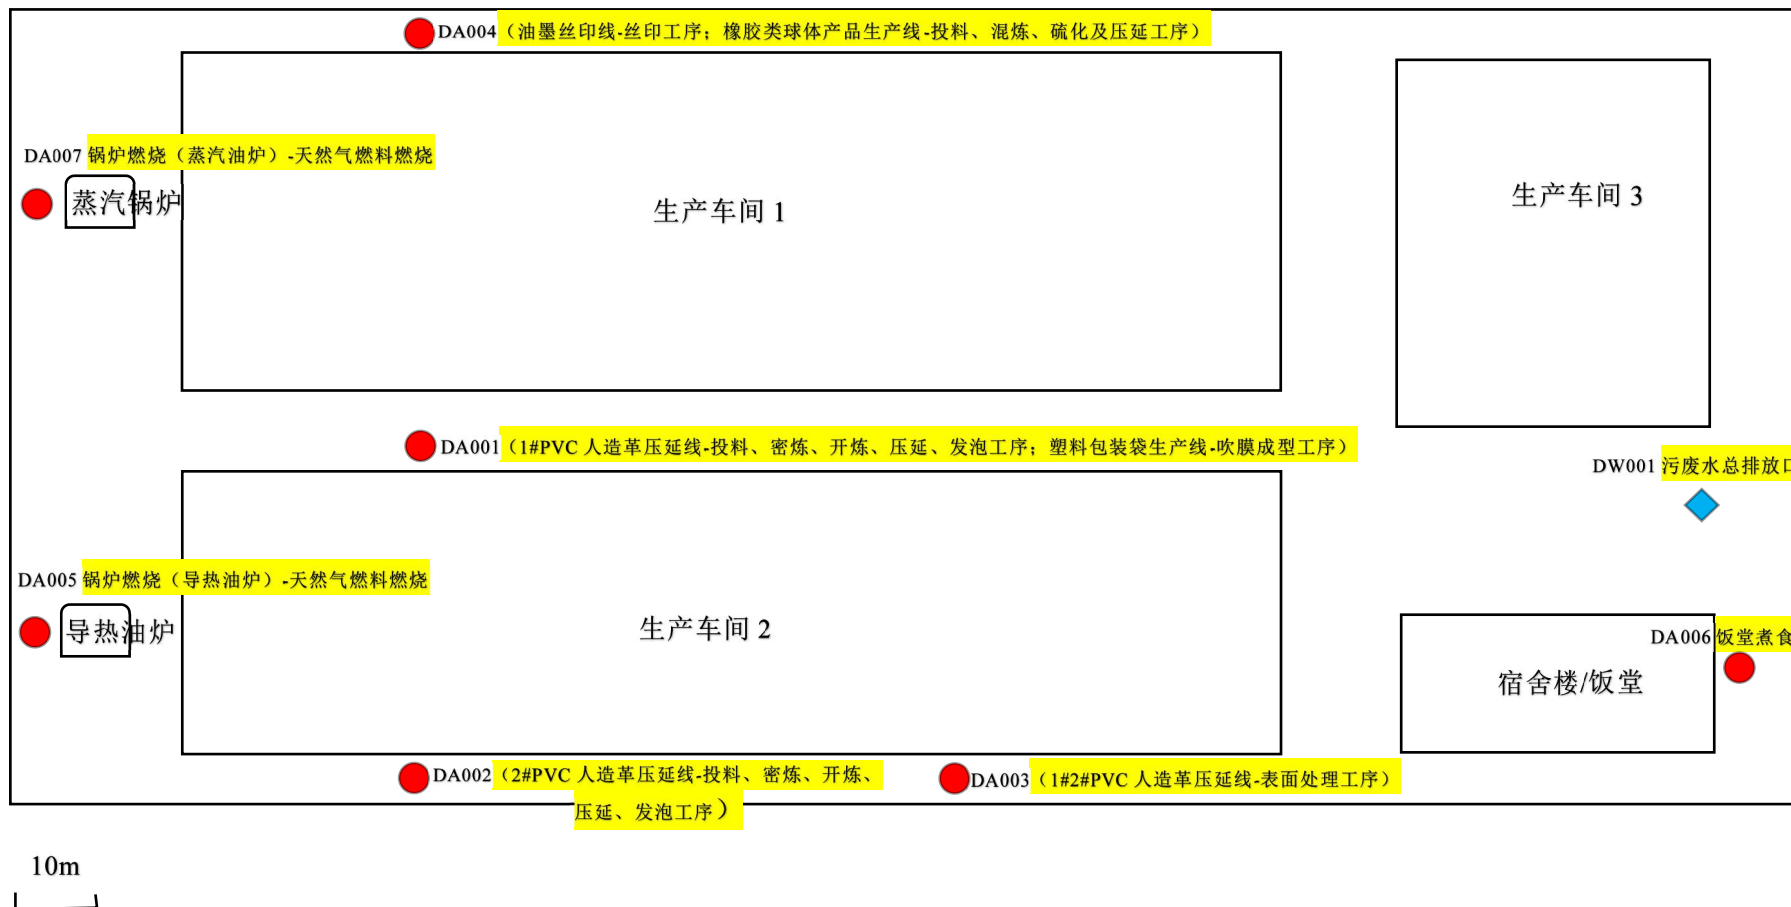 DA004（油墨丝印线-丝印工序；橡胶类球体产品生产线-投料、混炼、硫化及压延工序）
DA007 锅炉燃烧（蒸汽油炉）-天然气燃料燃烧
蒸汽锅炉
生产车间 1
生产车间 3
DA001（1#PVC 人造革压延线-投料、密炼、开炼、压延、发泡工序；塑料包装袋生产线-吹膜成型工序）
DW001 污废水总排放口
DA005 锅炉燃烧（导热油炉）-天然气燃料燃烧
导热油炉
生产车间 2
DA006 饭堂煮食
宿舍楼/饭堂
DA002（2#PVC 人造革压延线-投料、密炼、开炼、
压延、发泡工序）
DA003（1#2#PVC 人造革压延线-表面处理工序）
10m